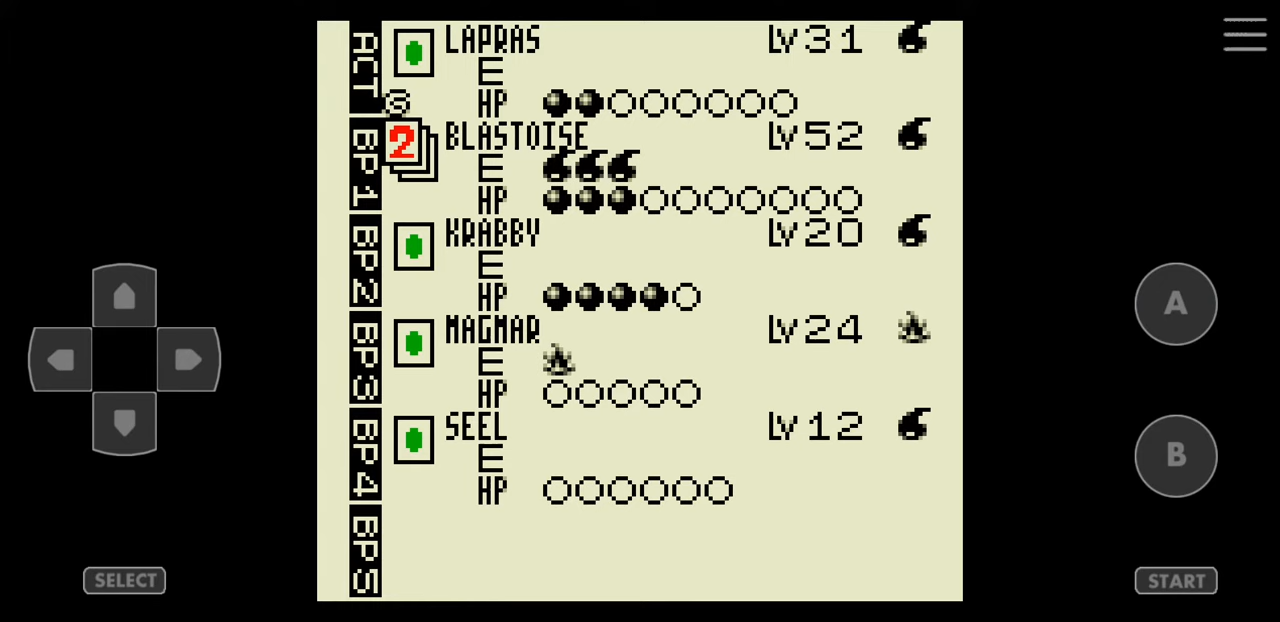 ACT LAPRAS Lv31
E
HP
BP1 2 BLASTOISE Lv52
E
HP
BP2 KRABBY Lv20
E
HP
BP3 MAGMAR Lv24
E
HP
BP4 SEEL Lv12
E
HP
BP5
A
B
SELECT
START